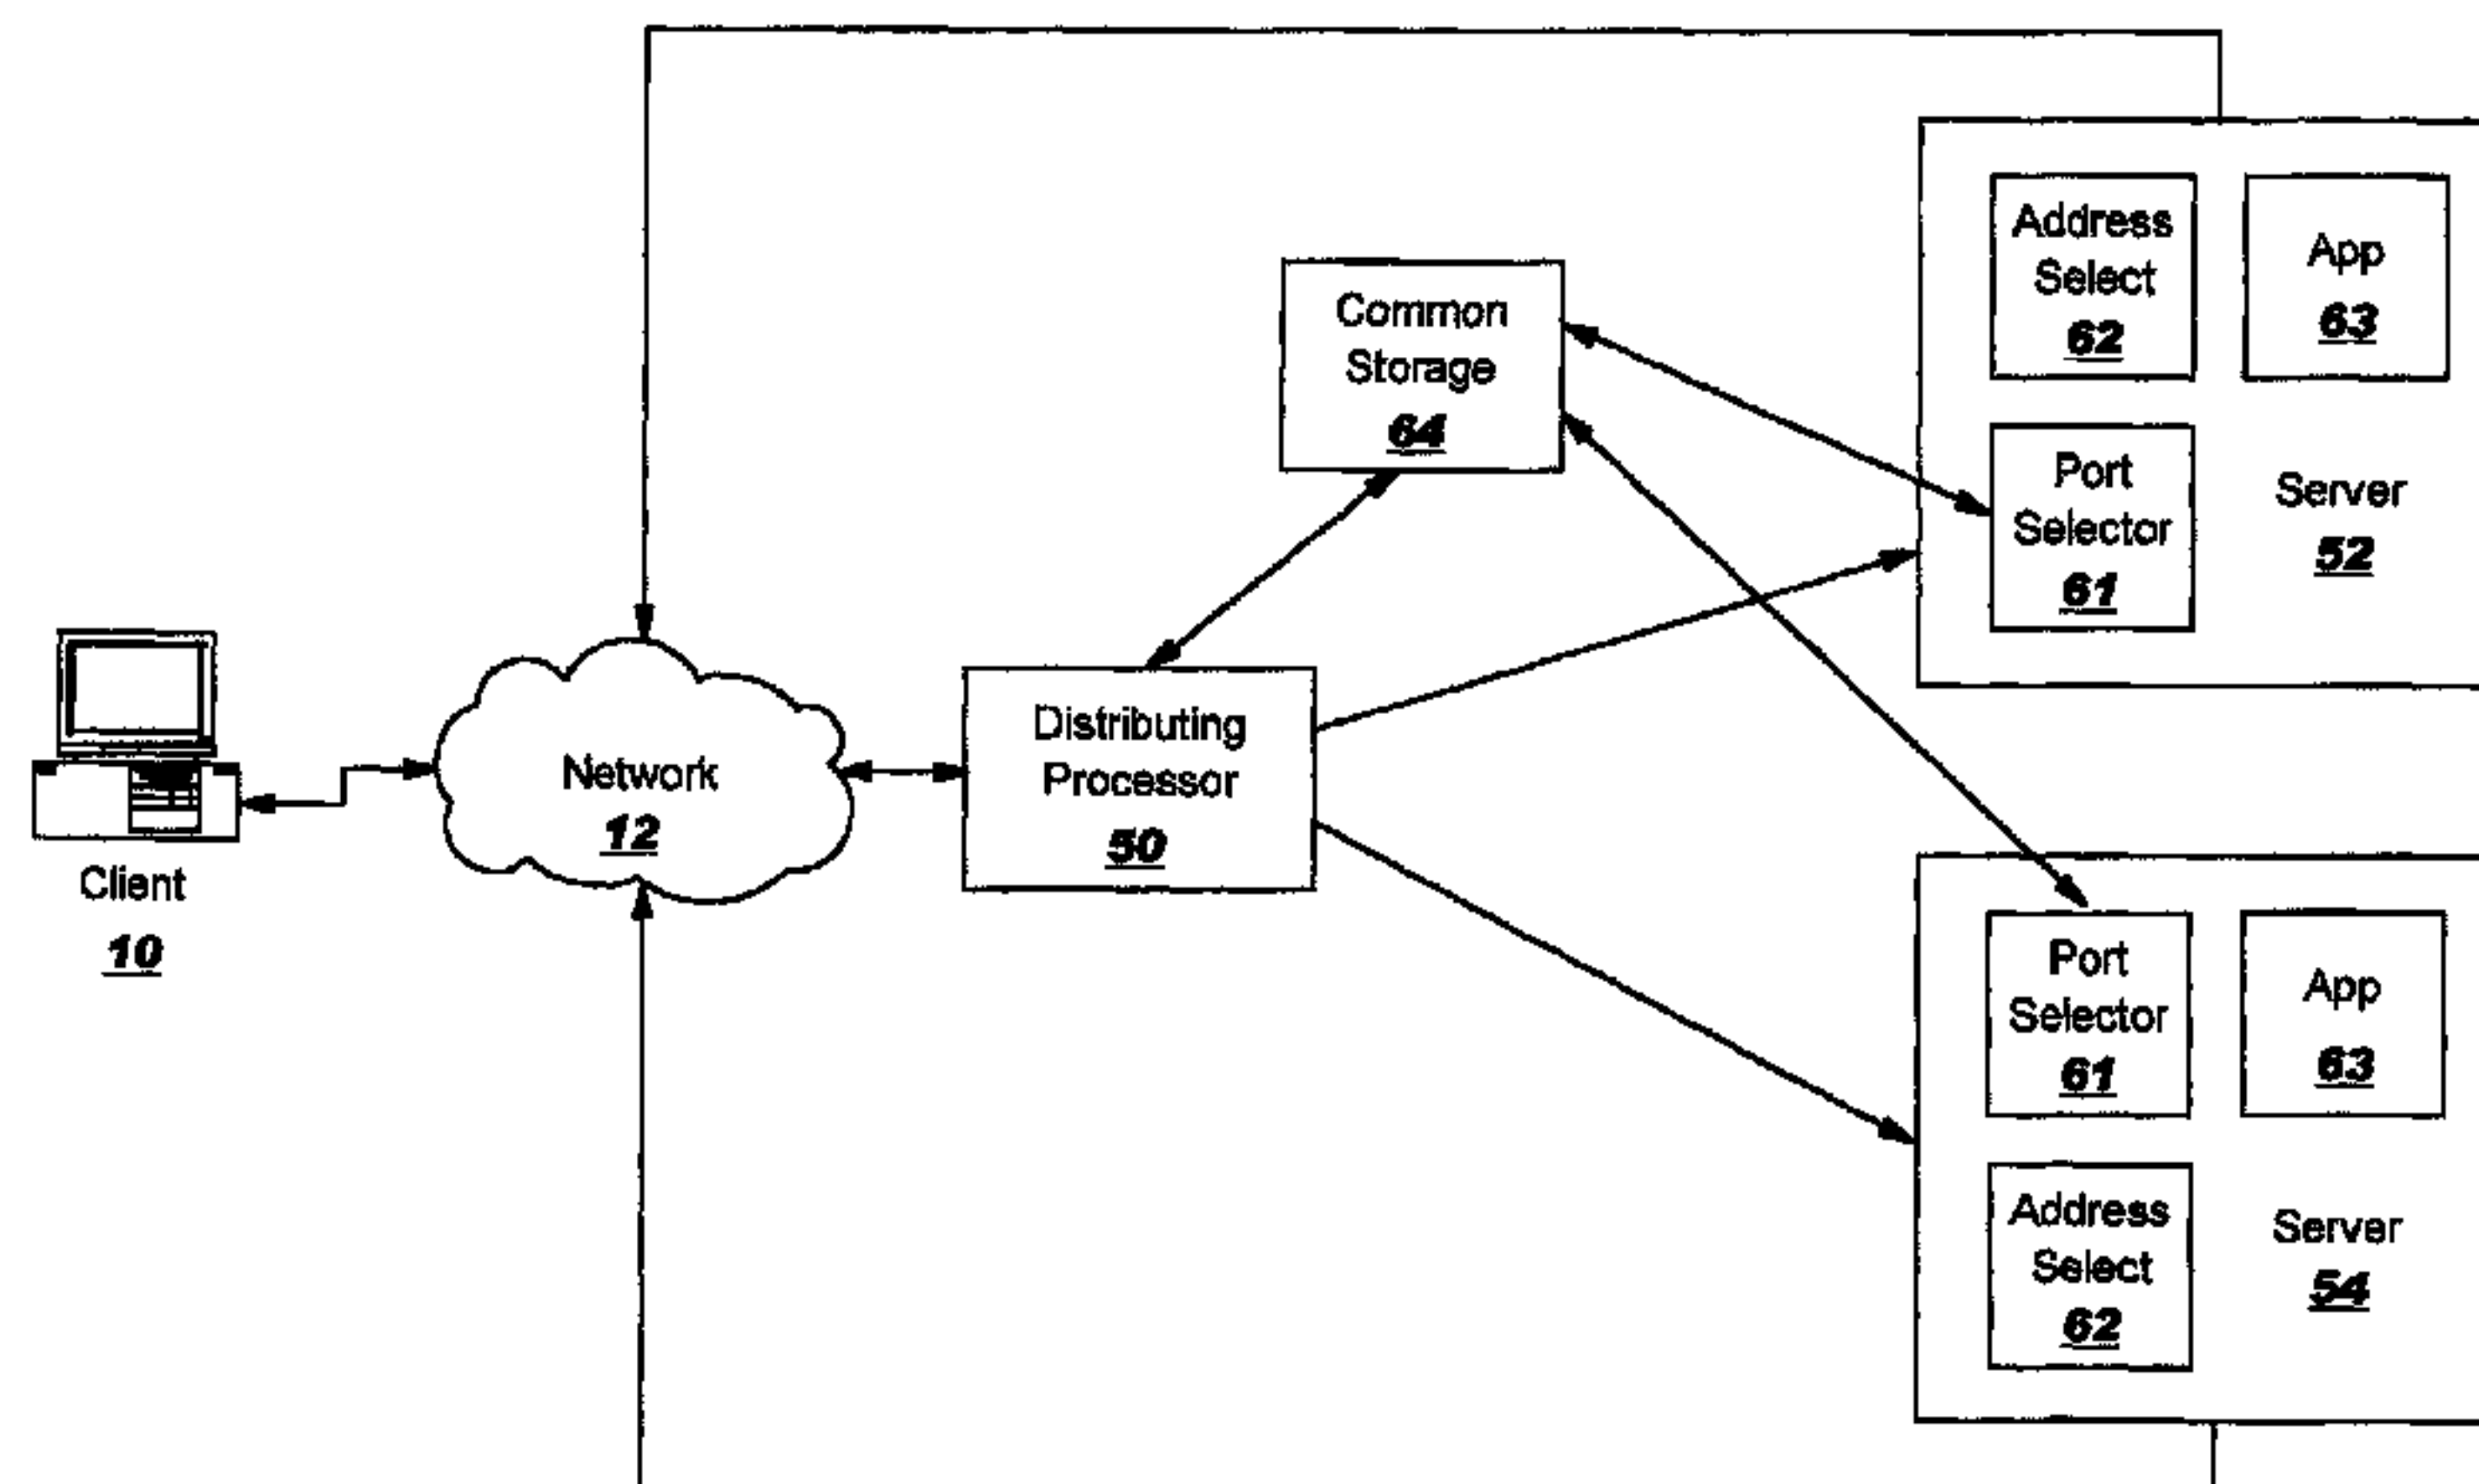 Address
Select
62
App
63
Common
Storage
64
Port
Selector
61
Server
52
Client
10
Network
12
Distributing
Processor
50
Port
Selector
61
App
63
Address
Select
62
Server
54